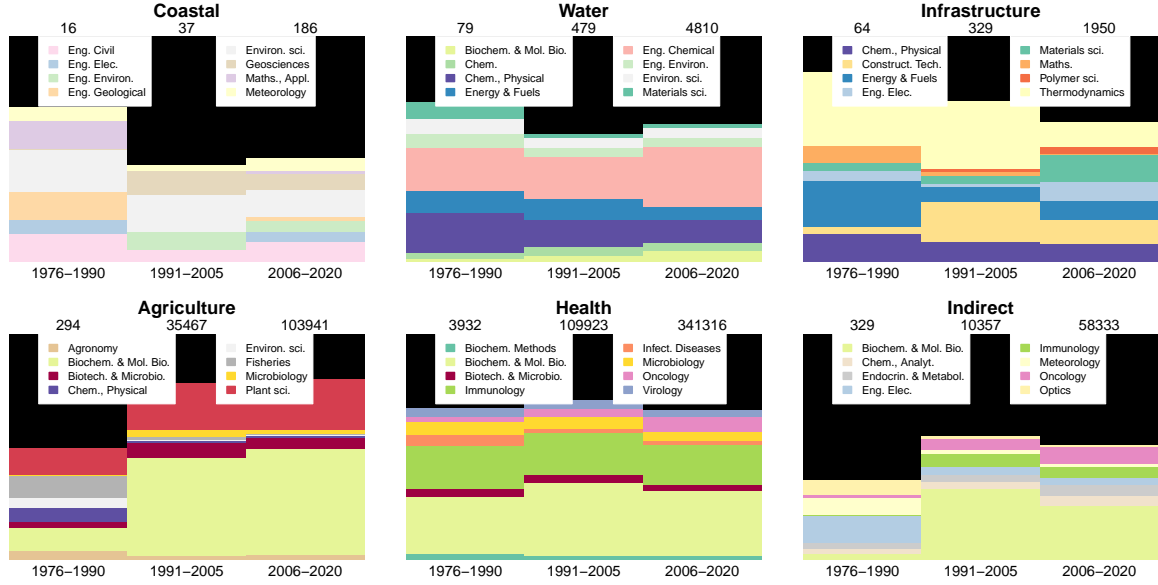 Coastal
16 37 186
Eng. Civil
Eng. Elec.
Eng. Environ.
Eng. Geological
Environ. sci.
Geosciences
Maths., Appl.
Meteorology
1976–1990 1991–2005 2006–2020
Water
79 479 4810
Biochem. & Mol. Bio.
Chem.
Chem., Physical
Energy & Fuels
Eng. Chemical
Eng. Environ.
Environ. sci.
Materials sci.
1976–1990 1991–2005 2006–2020
Infrastructure
64 329 1950
Chem., Physical
Construct. Tech.
Energy & Fuels
Eng. Elec.
Materials sci.
Maths.
Polymer sci.
Thermodynamics
1976–1990 1991–2005 2006–2020
Agriculture
294 35467 103941
Agronomy
Biochem. & Mol. Bio.
Biotech. & Microbio.
Chem., Physical
Environ. sci.
Fisheries
Microbiology
Plant sci.
1976–1990 1991–2005 2006–2020
Health
3932 109923 341316
Biochem. Methods
Biochem. & Mol. Bio.
Biotech. & Microbio.
Immunology
Infect. Diseases
Microbiology
Oncology
Virology
1976–1990 1991–2005 2006–2020
Indirect
329 10357 58333
Biochem. & Mol. Bio.
Chem., Analyt.
Endocrin. & Metabol.
Eng. Elec.
Immunology
Meteorology
Oncology
Optics
1976–1990 1991–2005 2006–2020